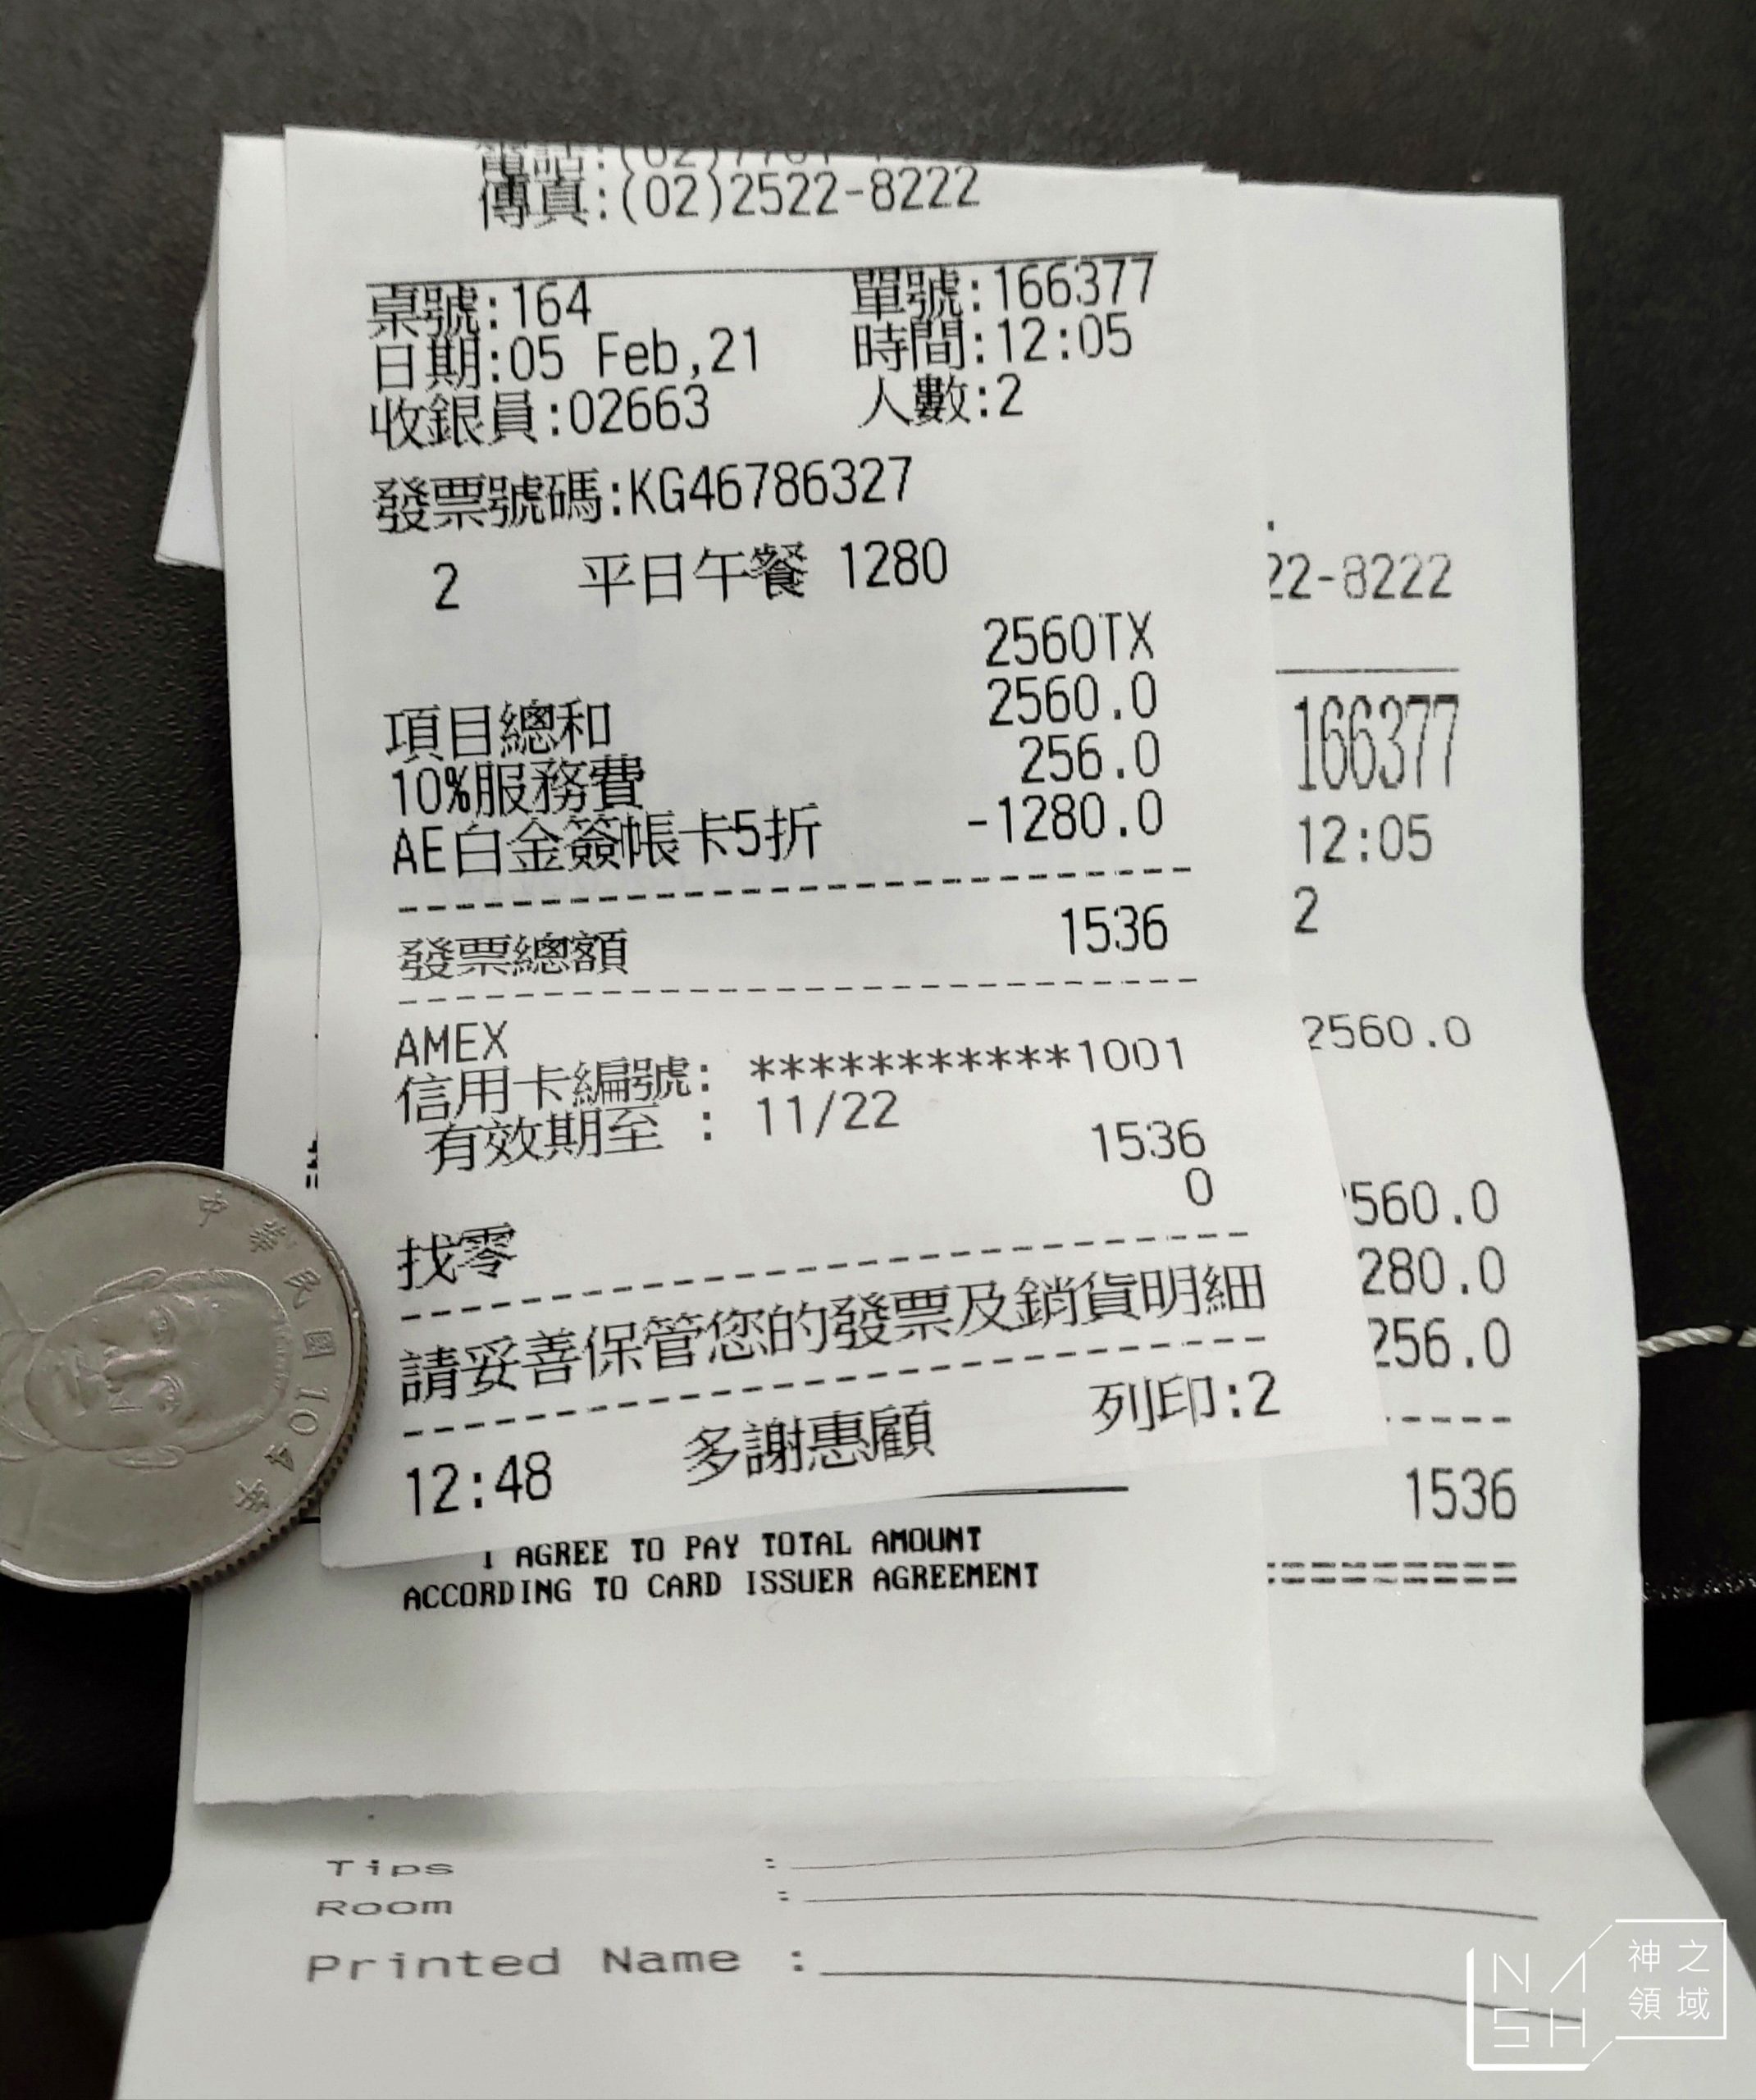 傳真:(02)2522-8222
桌號:164 單號:166377
日期:05 Feb,21 時間:12:05
收銀員:02663 人數:2
發票號碼:KG46786327
2 平日午餐 1280
2560TX
項目總和 2560.0
10%服務費 256.0
AE白金簽帳卡5折 -1280.0
發票總額 1536
AMEX
信用卡編號: ***********1001
有效期至 : 11/22
1536
找零 0
請妥善保管您的發票及銷貨明細
12:48 多謝惠顧 列印:2
I AGREE TO PAY TOTAL AMOUNT
ACCORDING TO CARD ISSUER AGREEMENT
22-8222
166377
12:05
2
2560.0
560.0
280.0
256.0
1536
Tips :
Room :
Printed Name :
中華民國104年
NASH
神之
領域